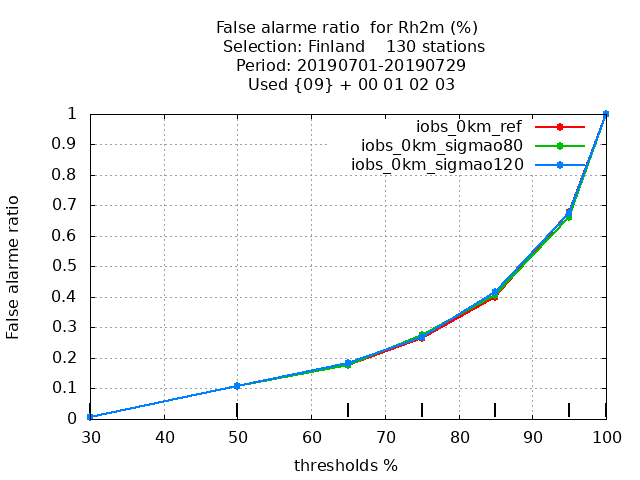 False alarme ratio  for Rh2m (%)
Selection: Finland    130 stations
Period: 20190701-20190729
Used {09} + 00 01 02 03
1
0.9
0.8
0.7
0.6
0.5
0.4
0.3
0.2
0.1
0
False alarme ratio
iobs_0km_ref
iobs_0km_sigmao80
iobs_0km_sigmao120
30 40 50 60 70 80 90 100
thresholds %